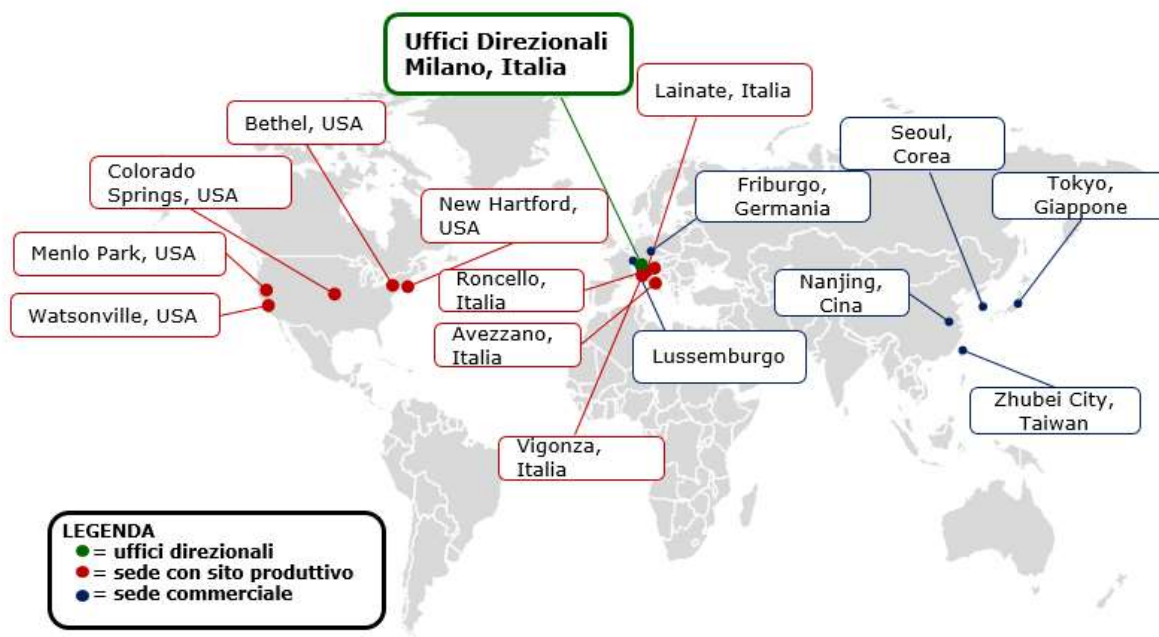 Uffici Direzionali
Milano, Italia
Lainate, Italia
Bethel, USA
Seoul,
Corea
Colorado
Springs, USA
Friburgo,
Germania
Tokyo,
Giappone
New Hartford,
USA
Menlo Park, USA
Roncello,
Italia
Nanjing,
Cina
Watsonville, USA
Avezzano,
Italia
Lussemburgo
Zhubei City,
Taiwan
Vigonza,
Italia
LEGENDA
= uffici direzionali
= sede con sito produttivo
= sede commerciale